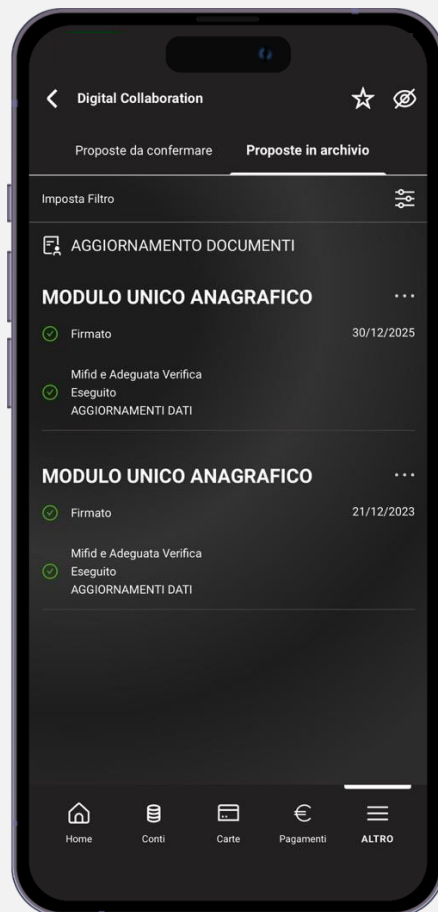 Digital Collaboration
Proposte da confermare
Proposte in archivio
Imposta Filtro
AGGIORNAMENTO DOCUMENTI
MODULO UNICO ANAGRAFICO
Firmato
30/12/2025
Mifid e Adeguata Verifica
Eseguito
AGGIORNAMENTI DATI
MODULO UNICO ANAGRAFICO
Firmato
21/12/2023
Mifid e Adeguata Verifica
Eseguito
AGGIORNAMENTI DATI
Home
Conti
Carte
Pagamenti
ALTRO